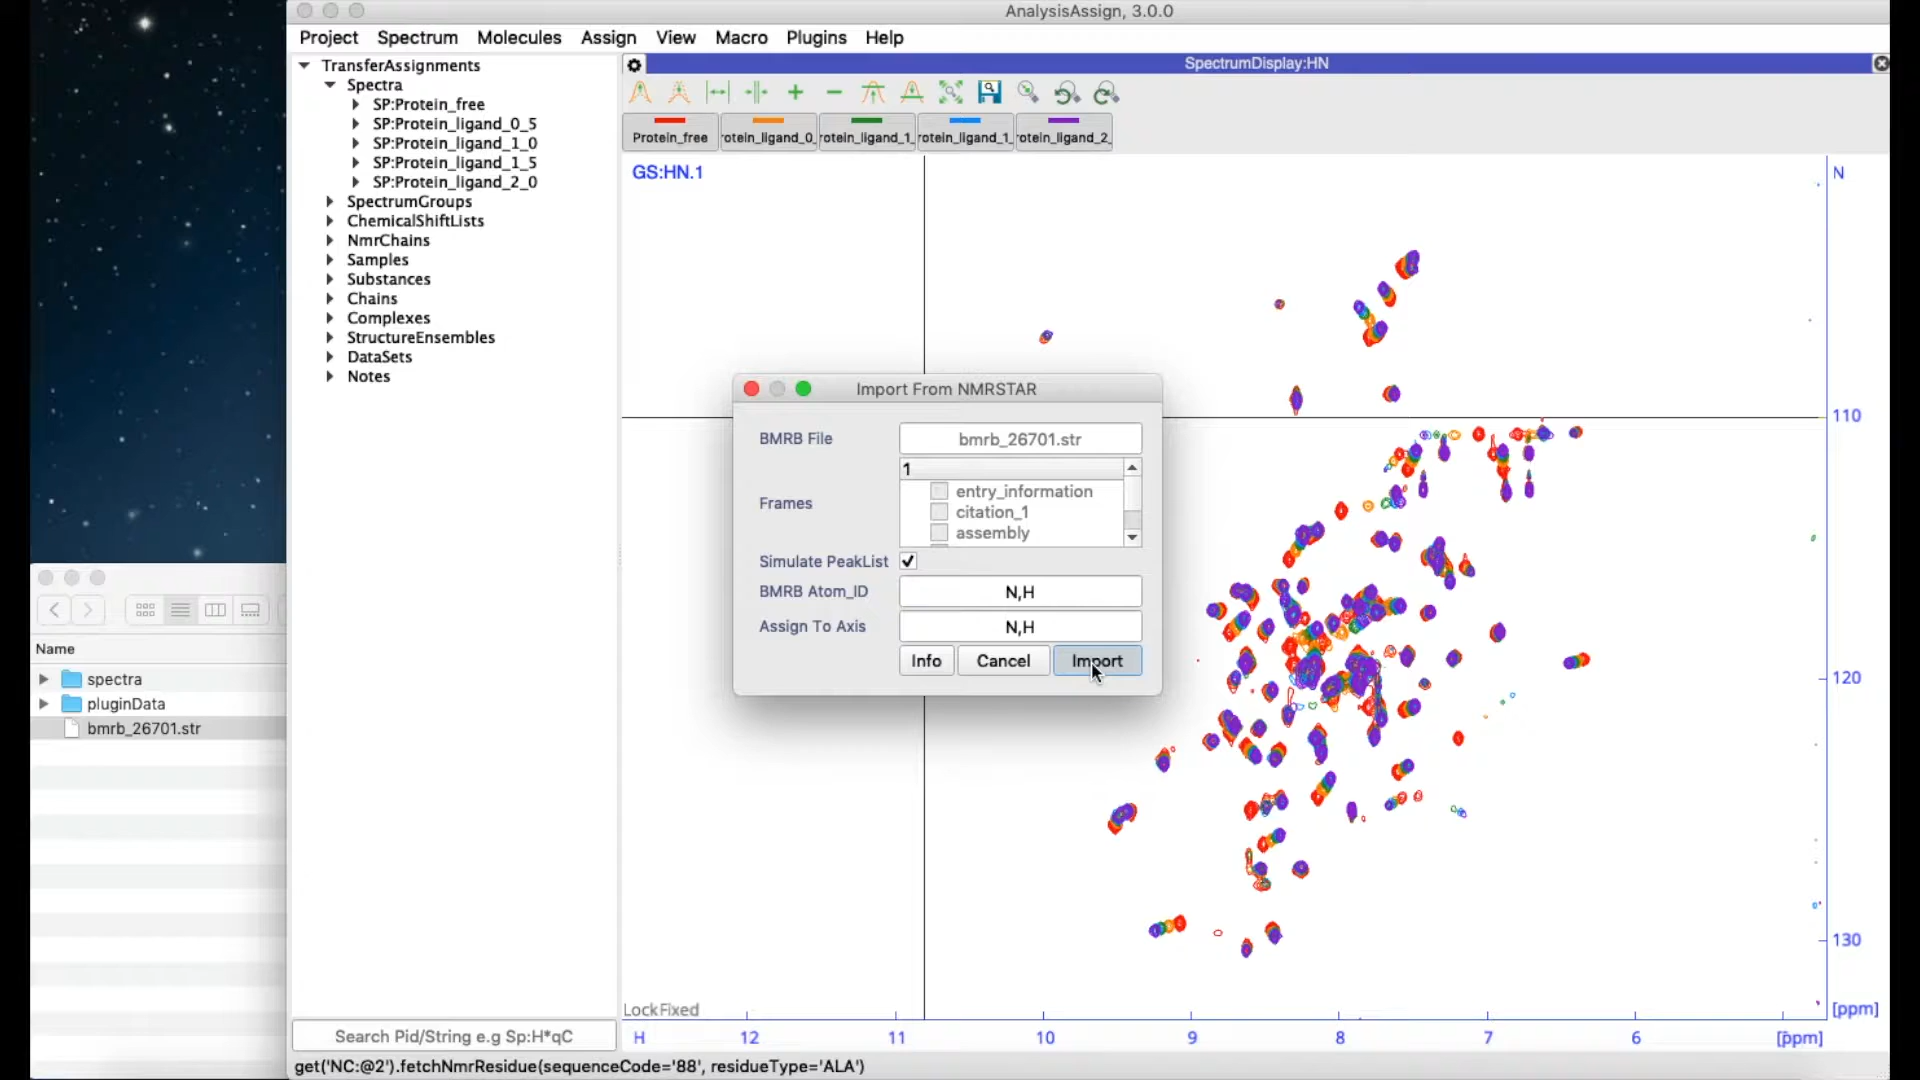 AnalysisAssign, 3.0.0
Project Spectrum Molecules Assign View Macro Plugins Help
TransferAssignments
Spectra
SP:Protein_free
SP:Protein_ligand_0_5
SP:Protein_ligand_1_0
SP:Protein_ligand_1_5
SP:Protein_ligand_2_0
SpectrumGroups
ChemicalShiftLists
NmrChains
Samples
Substances
Chains
Complexes
StructureEnsembles
DataSets
Notes
Search Pid/String e.g Sp:H*qC
get('NC:@2').fetchNmrResidue(sequenceCode='88', residueType='ALA')
SpectrumDisplay:HN
Protein_free rotein_ligand_0_ rotein_ligand_1_ rotein_ligand_1_ rotein_ligand_2_
GS:HN.1
N
110
120
130
[ppm]
LockFixed
H 12 11 10 9 8 7 6 [ppm]
Import From NMRSTAR
BMRB File bmrb_26701.str
Frames
1
entry_information
citation_1
assembly
Simulate PeakList
BMRB Atom_ID N,H
Assign To Axis N,H
Info Cancel Import
Name
spectra
pluginData
bmrb_26701.str